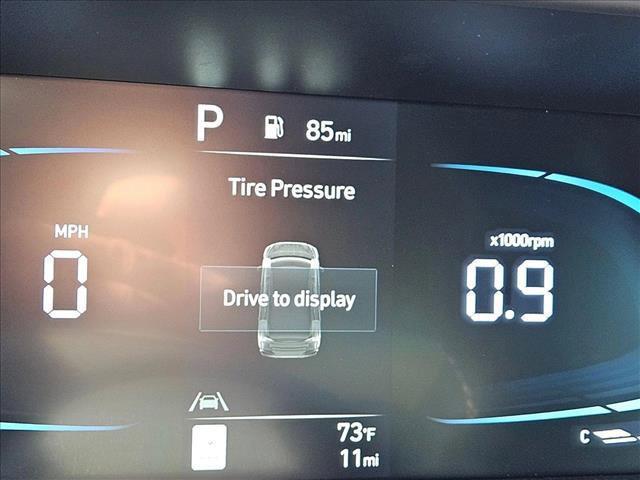 P 85mi
Tire Pressure
MPH
0
x1000rpm
0.9
Drive to display
73°F
11mi
C